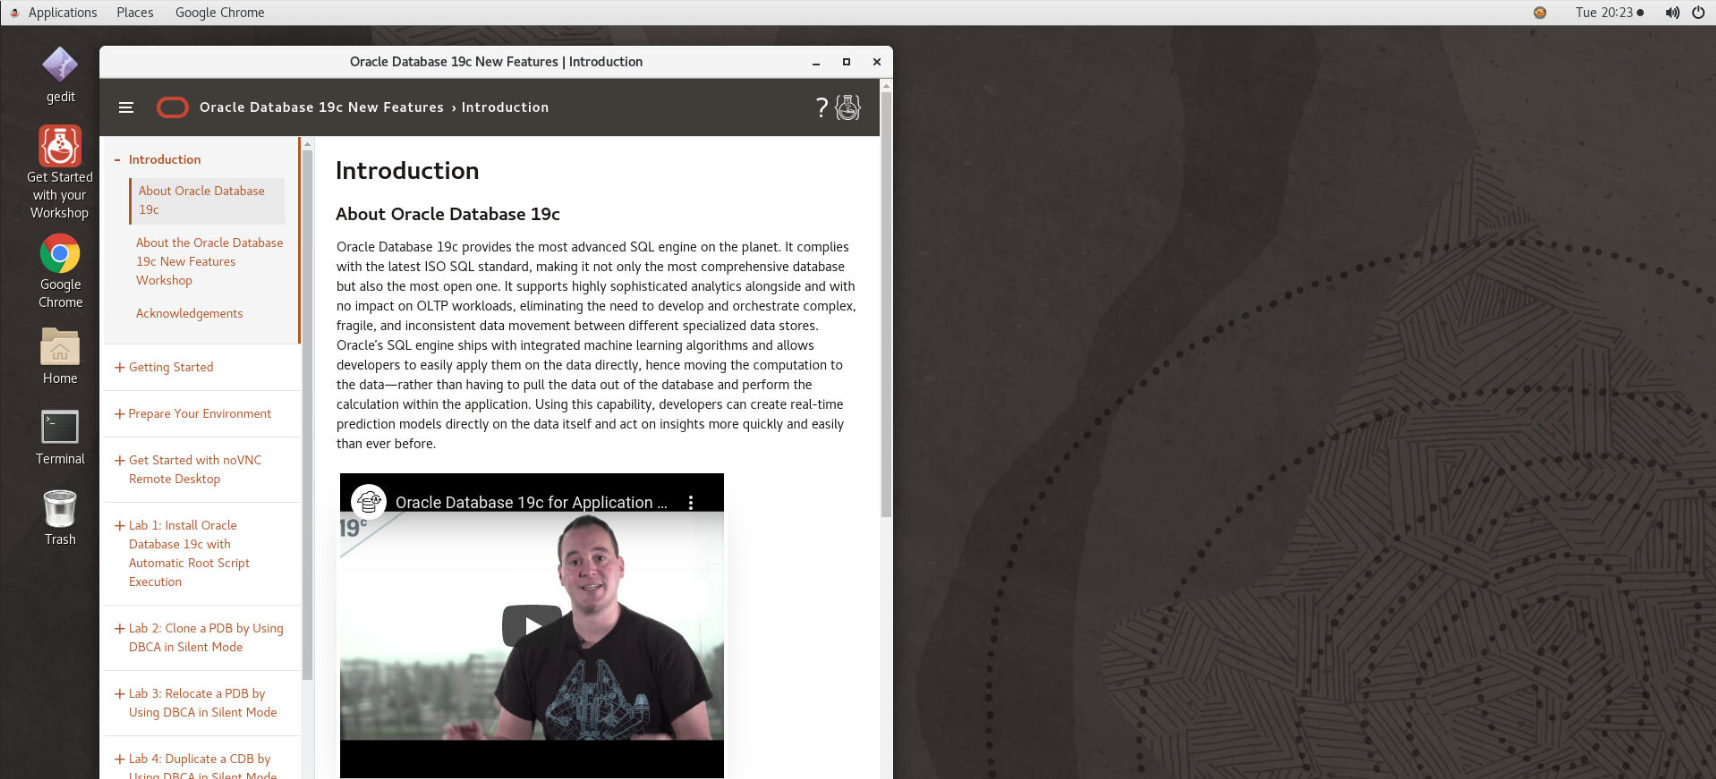 Applications Places Google Chrome Tue 20:23
gedit
Get Started
with your
Workshop
Google
Chrome
Home
Terminal
Trash
Oracle Database 19c New Features | Introduction
Oracle Database 19c New Features › Introduction
?
- Introduction
About Oracle Database
19c
About the Oracle Database
19c New Features
Workshop
Acknowledgements
+ Getting Started
+ Prepare Your Environment
+ Get Started with noVNC
Remote Desktop
+ Lab 1: Install Oracle
Database 19c with
Automatic Root Script
Execution
+ Lab 2: Clone a PDB by Using
DBCA in Silent Mode
+ Lab 3: Relocate a PDB by
Using DBCA in Silent Mode
+ Lab 4: Duplicate a CDB by
Using DBCA in Silent Mode
Introduction
About Oracle Database 19c
Oracle Database 19c provides the most advanced SQL engine on the planet. It complies
with the latest ISO SQL standard, making it not only the most comprehensive database
but also the most open one. It supports highly sophisticated analytics alongside and with
no impact on OLTP workloads, eliminating the need to develop and orchestrate complex,
fragile, and inconsistent data movement between different specialized data stores.
Oracle's SQL engine ships with integrated machine learning algorithms and allows
developers to easily apply them on the data directly, hence moving the computation to
the data—rather than having to pull the data out of the database and perform the
calculation within the application. Using this capability, developers can create real-time
prediction models directly on the data itself and act on insights more quickly and easily
than ever before.
Oracle Database 19c for Application ...
19c